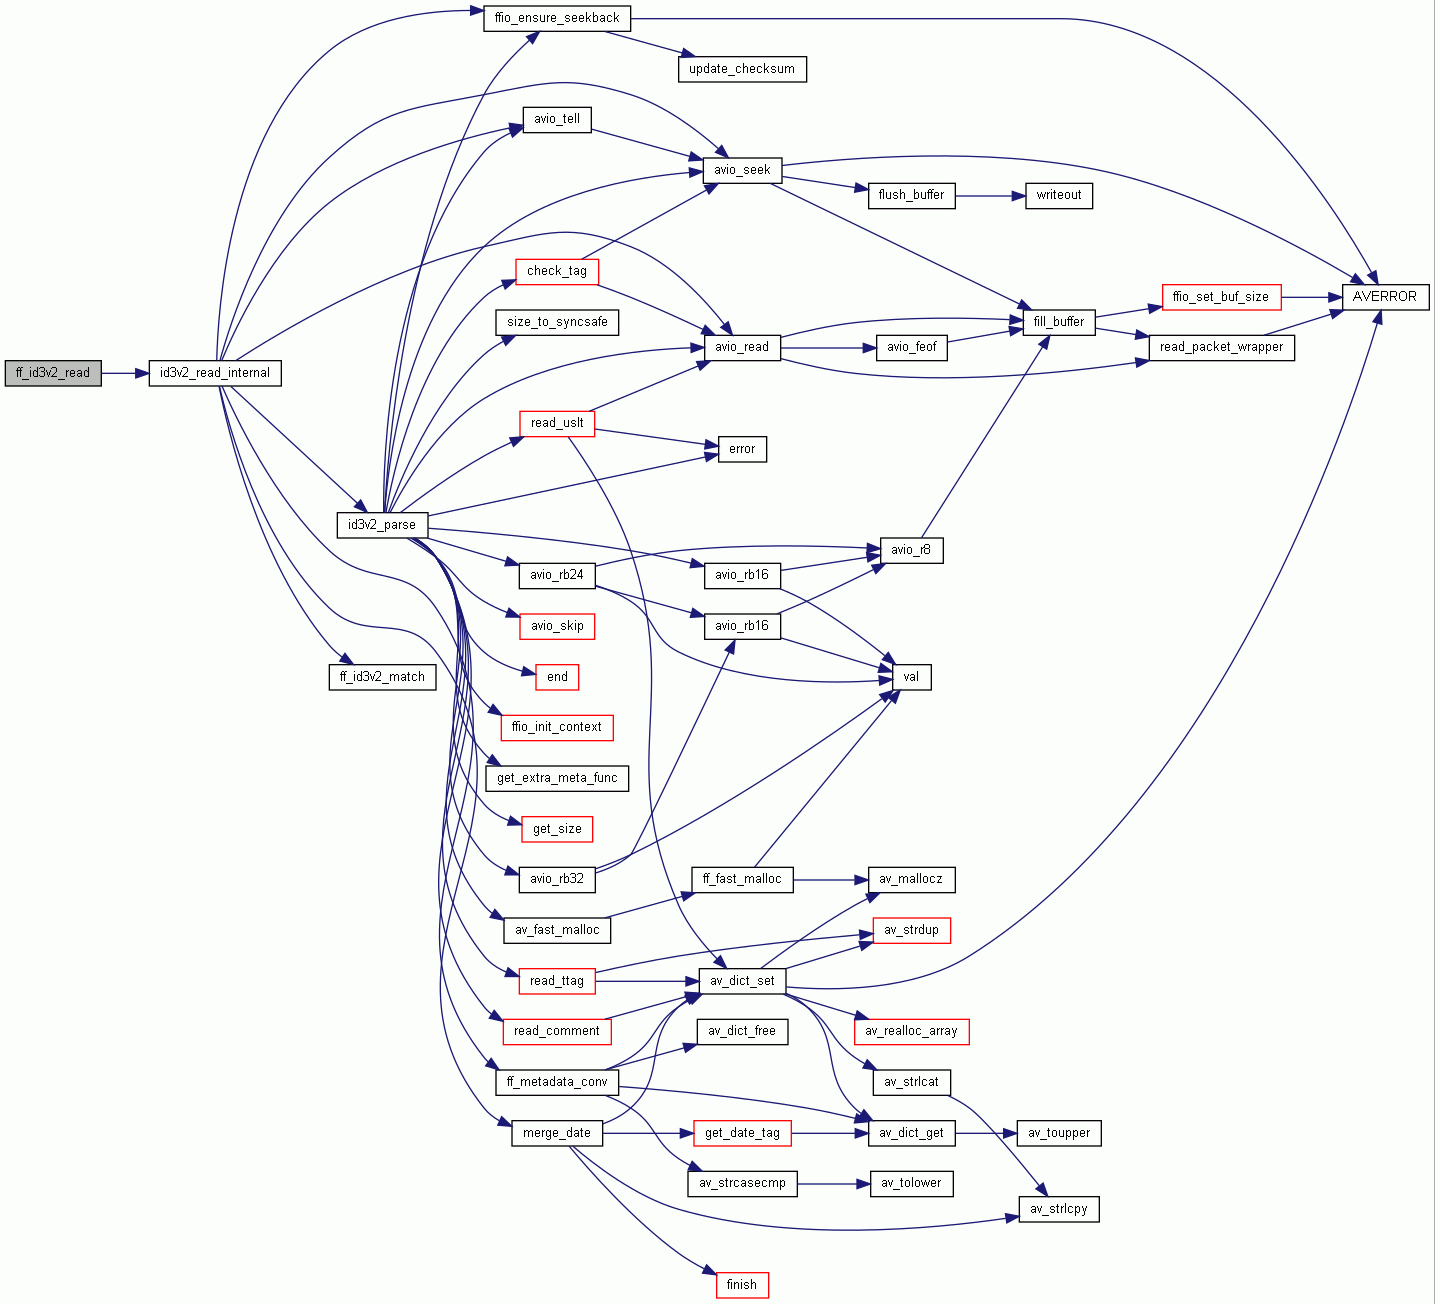 ffio_ensure_seekback
update_checksum
avio_tell
avio_seek
flush_buffer
writeout
check_tag
ffio_set_buf_size
AVERROR
size_to_syncsafe
fill_buffer
avio_read
avio_feof
read_packet_wrapper
ff_id3v2_read
id3v2_read_internal
read_uslt
error
id3v2_parse
avio_r8
avio_rb24
avio_rb16
avio_skip
avio_rb16
ff_id3v2_match
end
val
ffio_init_context
get_extra_meta_func
get_size
avio_rb32
ff_fast_malloc
av_mallocz
av_fast_malloc
av_strdup
read_ttag
av_dict_set
read_comment
av_dict_free
av_realloc_array
ff_metadata_conv
av_strlcat
merge_date
get_date_tag
av_dict_get
av_toupper
av_strcasecmp
av_tolower
av_strlcpy
finish